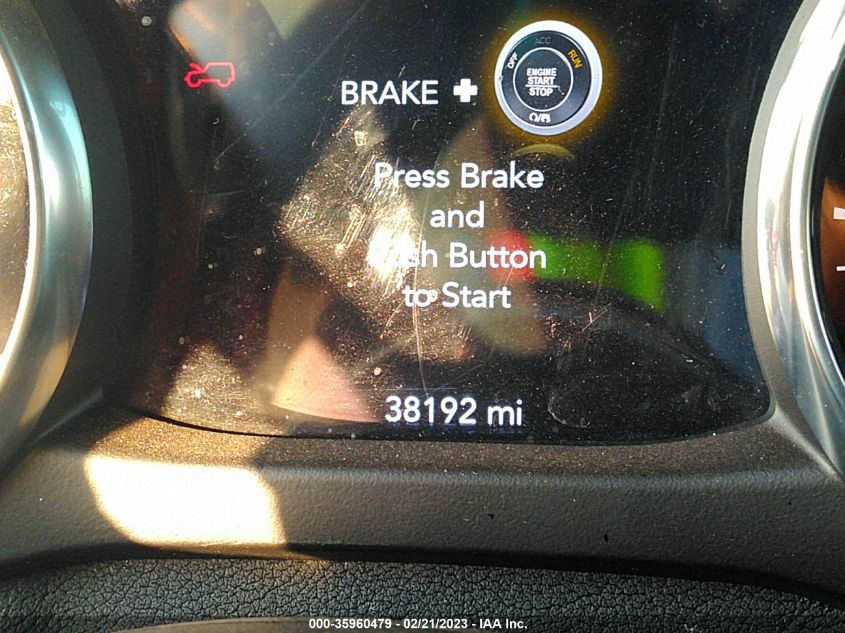 OFF ACC RUN
ENGINE
START
STOP
BRAKE +
Press Brake
and
Push Button
to Start
38192 mi
000-35960479 - 02/21/2023 - IAA Inc.